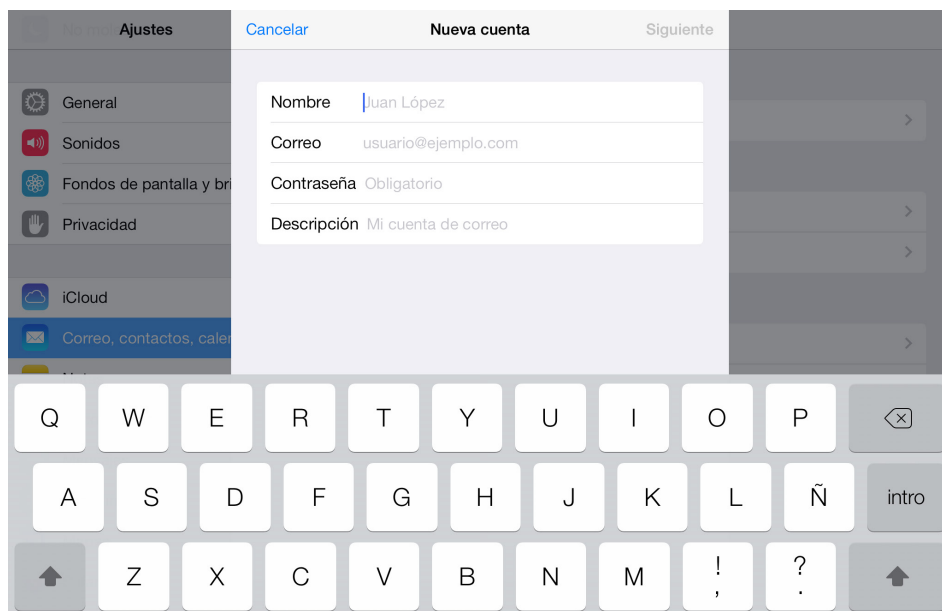 Ajustes
Cancelar Nueva cuenta Siguiente
General
Sonidos
Fondos de pantalla y bri
Privacidad
iCloud
Correo, contactos, caler
Nombre Juan López
Correo usuario@ejemplo.com
Contraseña Obligatorio
Descripción Mi cuenta de correo
Q W E R T Y U I O P
A S D F G H J K L Ñ intro
Z X C V B N M ! , ? .